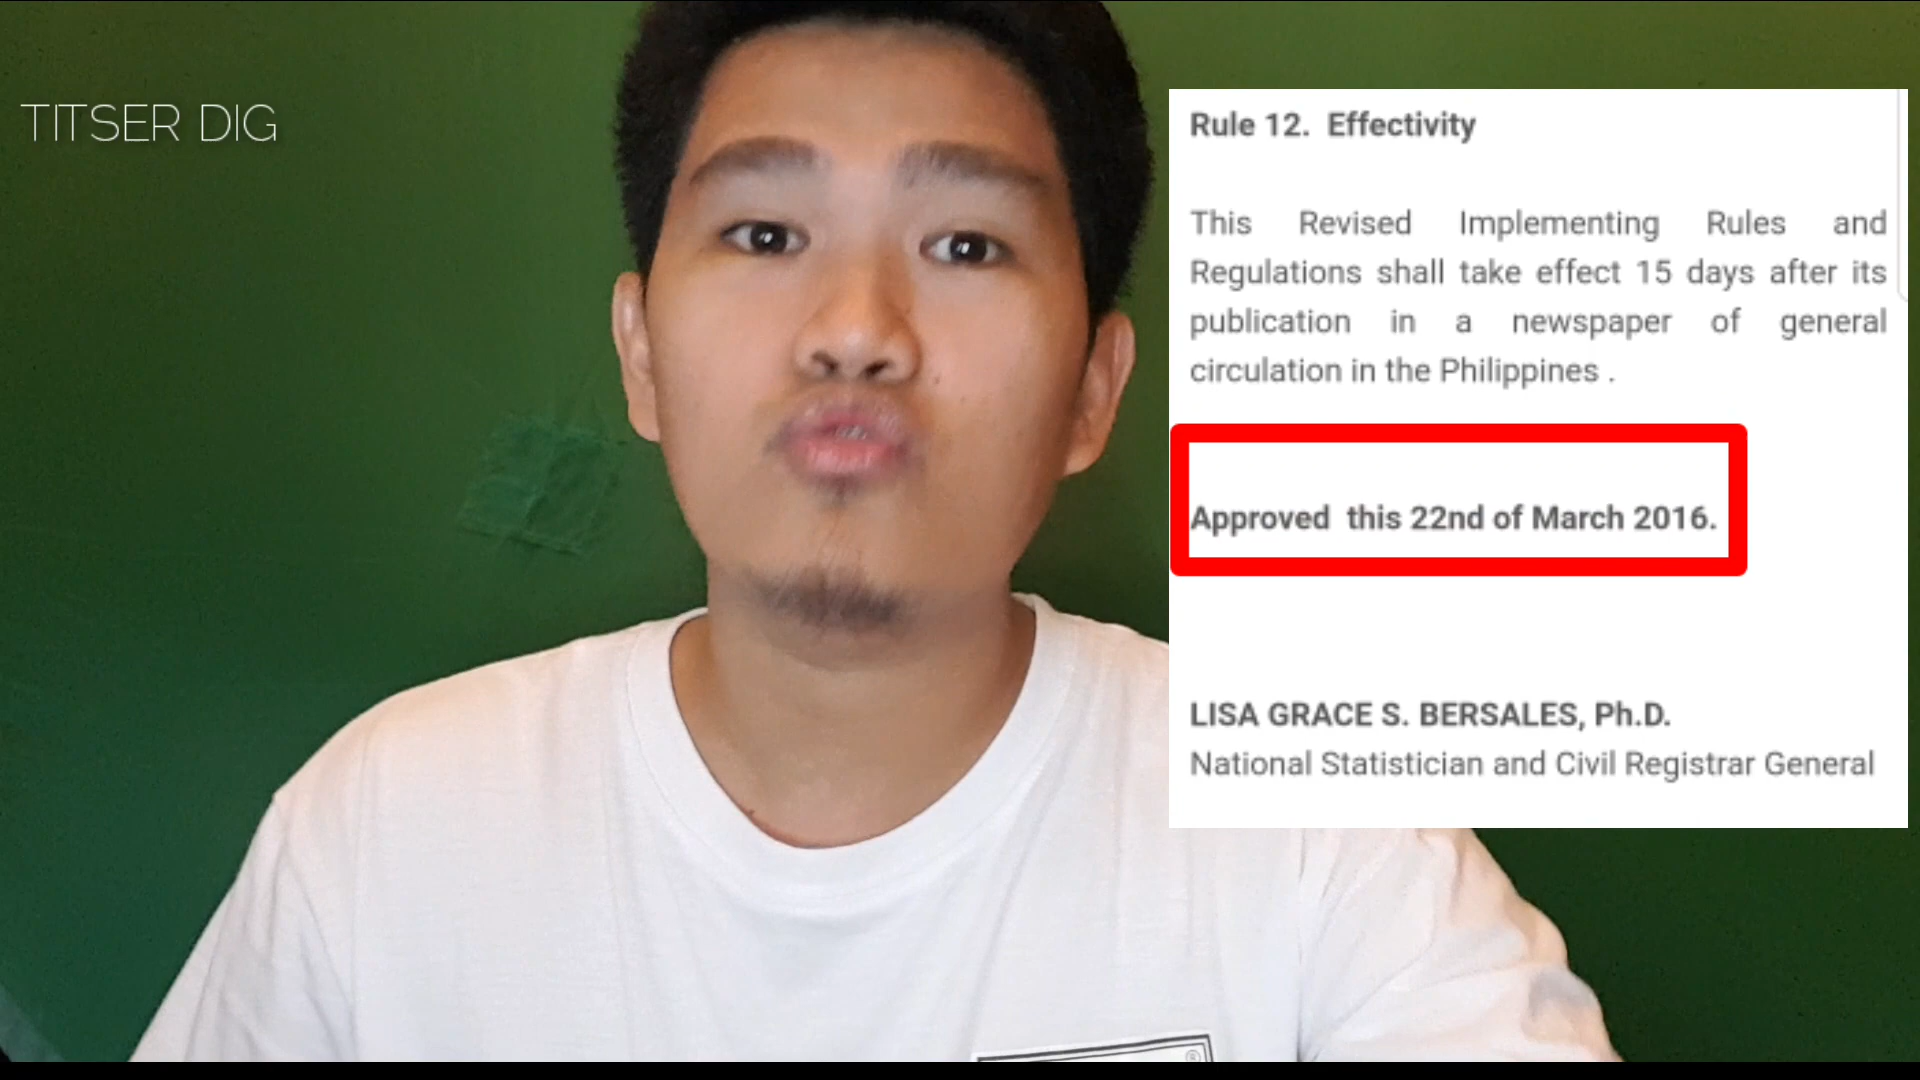 TITSER DIG
Rule 12. Effectivity
This Revised Implementing Rules and
Regulations shall take effect 15 days after its
publication in a newspaper of general
circulation in the Philippines .
Approved this 22nd of March 2016.
LISA GRACE S. BERSALES, Ph.D.
National Statistician and Civil Registrar General
®